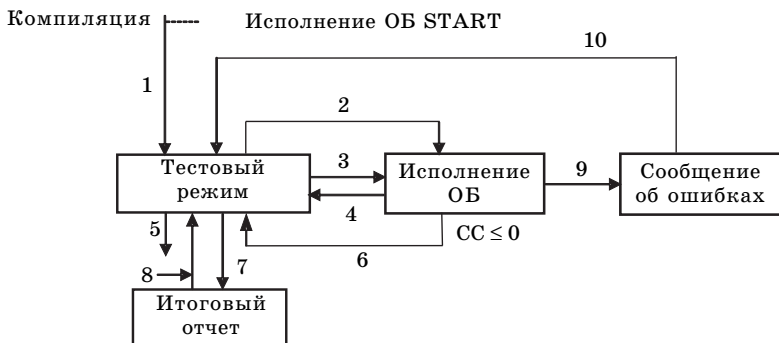 Компиляция
Исполнение ОБ START
10
1
2
Тестовый
режим
3
4
Исполнение
ОБ
9
Сообщение
об ошибках
5
6
CC ≤ 0
7
8
Итоговый
отчет